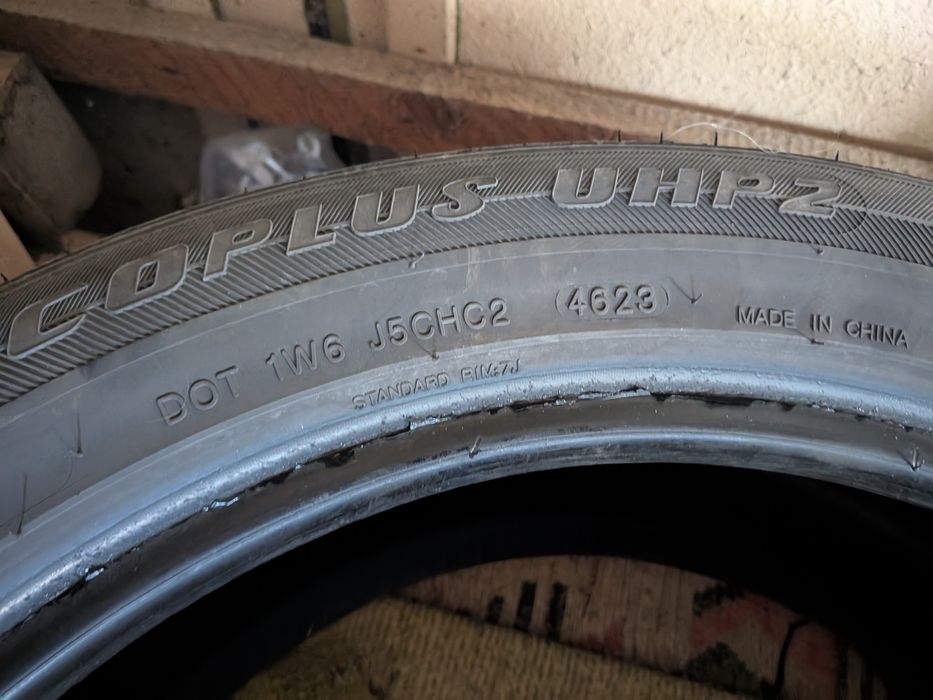 COPLUS UHP2
DOT 1W6 J5CHC2 4623 MADE IN CHINA
STANDARD RIM:7J